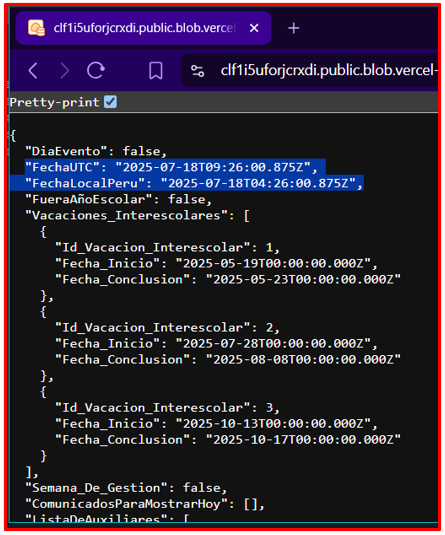 clf1i5uforjcrxdi.public.blob.vercel
clf1i5uforjcrxdi.public.blob.vercel-
Pretty-print
{
"DiaEvento": false,
"FechaUTC": "2025-07-18T09:26:00.875Z",
"FechaLocalPeru": "2025-07-18T04:26:00.875Z",
"FueraAñoEscolar": false,
"Vacaciones_Interescolares": [
{
"Id_Vacacion_Interescolar": 1,
"Fecha_Inicio": "2025-05-19T00:00:00.000Z",
"Fecha_Conclusion": "2025-05-23T00:00:00.000Z"
},
{
"Id_Vacacion_Interescolar": 2,
"Fecha_Inicio": "2025-07-28T00:00:00.000Z",
"Fecha_Conclusion": "2025-08-08T00:00:00.000Z"
},
{
"Id_Vacacion_Interescolar": 3,
"Fecha_Inicio": "2025-10-13T00:00:00.000Z",
"Fecha_Conclusion": "2025-10-17T00:00:00.000Z"
}
],
"Semana_De_Gestion": false,
"ComunicadosParaMostrarHoy": [],
"ListaDeAuxiliares": [